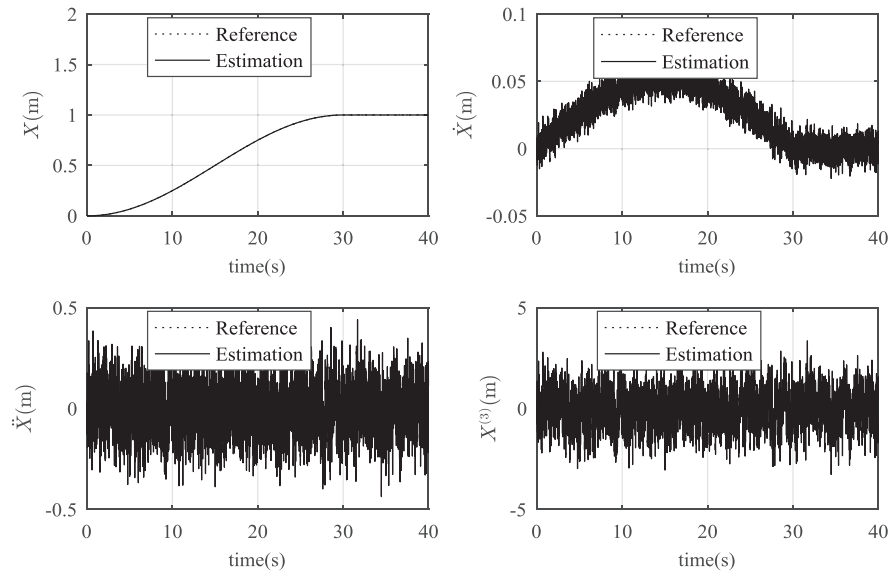 2
1.5
1
0.5
0
X(m)
Reference
Estimation
0 10 20 30 40
time(s)
0.1
0.05
0
-0.05
Ẋ(m)
Reference
Estimation
0 10 20 30 40
time(s)
0.5
0
-0.5
Ẍ(m)
Reference
Estimation
0 10 20 30 40
time(s)
5
0
-5
X⁽³⁾(m)
Reference
Estimation
0 10 20 30 40
time(s)